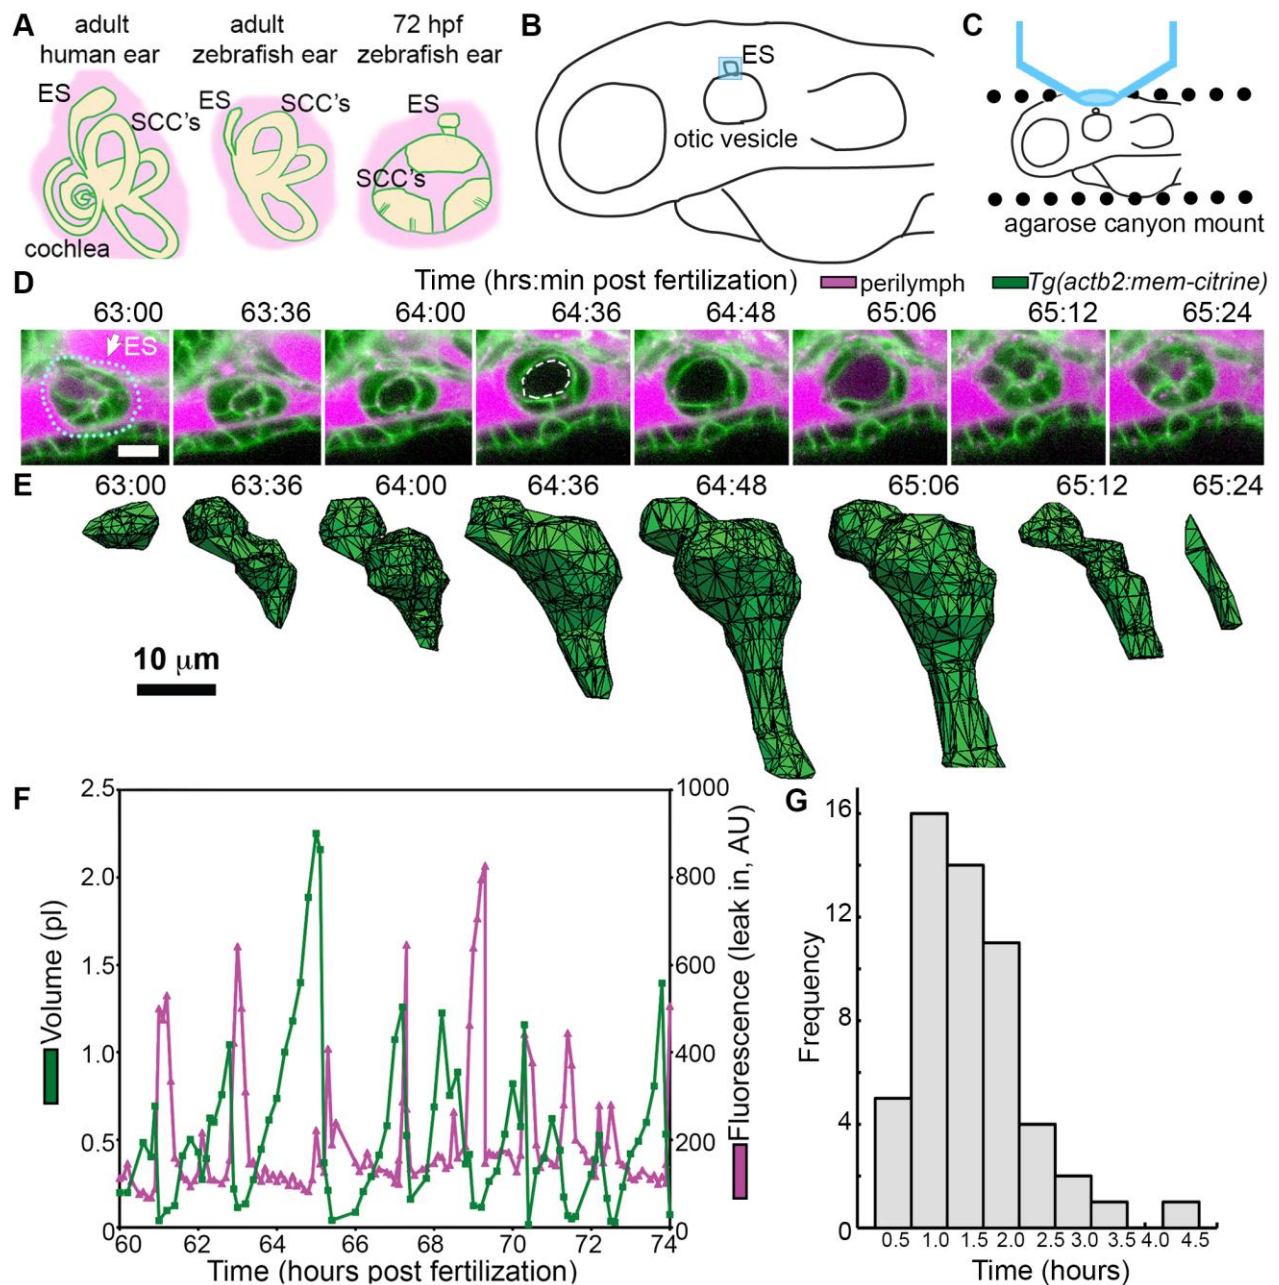 A
adult
human ear
adult
zebrafish ear
72 hpf
zebrafish ear
ES
SCC's
cochlea
ES
SCC's
ES
SCC's
B
ES
otic vesicle
C
agarose canyon mount
D
Time (hrs:min post fertilization)
perilymph
Tg(actb2:mem-citrine)
63:00
63:36
64:00
64:36
64:48
65:06
65:12
65:24
ES
E
63:00
63:36
64:00
64:36
64:48
65:06
65:12
65:24
10 μm
F
2.5
2.0
1.5
1.0
0.5
0
Volume (pl)
1000
800
600
400
200
0
Fluorescence (leak in, AU)
60
62
64
66
68
70
72
74
Time (hours post fertilization)
G
16
12
8
4
0
Frequency
0.5
1.0
1.5
2.0
2.5
3.0
3.5
4.0
4.5
Time (hours)